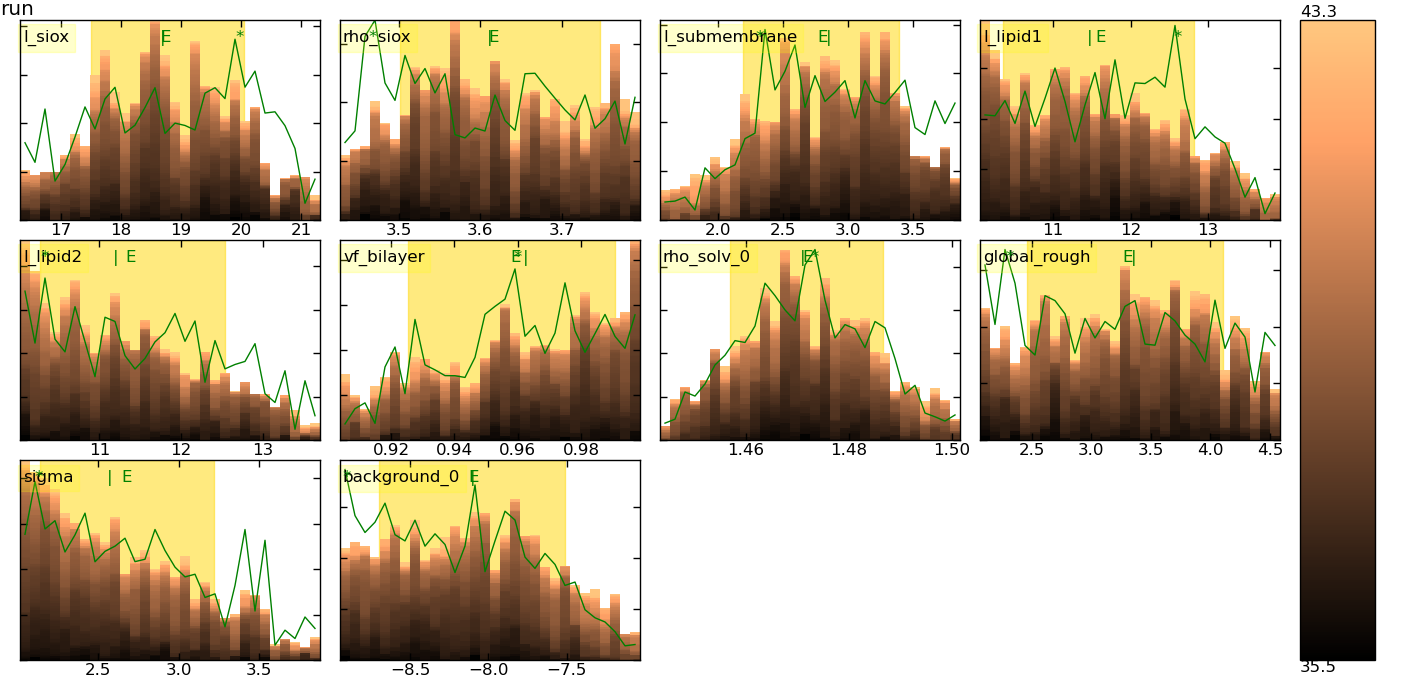 run
43.3
l_siox |E *
rho_siox * |E
l_submembrane * E|
l_lipid1 | E *
17 18 19 20 21
3.5 3.6 3.7
2.0 2.5 3.0 3.5
11 12 13
l_lipid2 * | E
vf_bilayer E* |
rho_solv_0 |E*
global_rough * E|
11 12 13
0.92 0.94 0.96 0.98
1.46 1.48 1.50
2.5 3.0 3.5 4.0 4.5
sigma * | E
background_0 * |E
2.5 3.0 3.5
−8.5 −8.0 −7.5
35.5